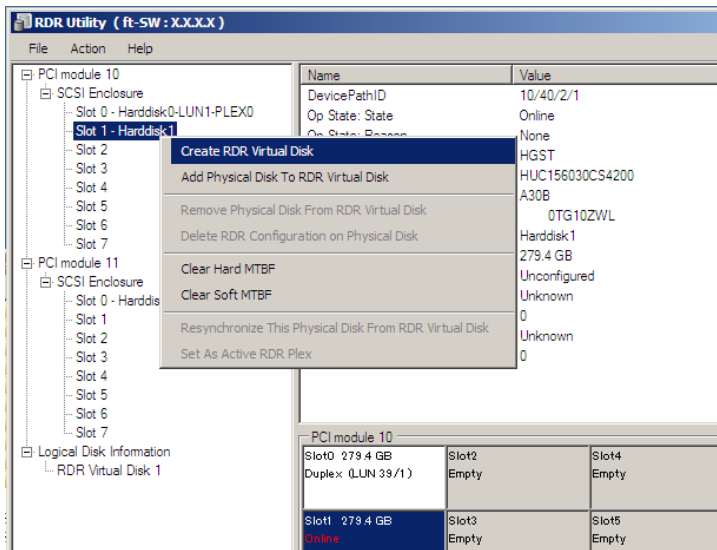 RDR Utility ( ft-SW : X.X.X.X )
File Action Help
PCI module 10
SCSI Enclosure
Slot 0 - Harddisk0-LUN1-PLEX0
Slot 1 - Harddisk1
Slot 2
Slot 3
Slot 4
Slot 5
Slot 6
Slot 7
PCI module 11
SCSI Enclosure
Slot 0 - Harddis
Slot 1
Slot 2
Slot 3
Slot 4
Slot 5
Slot 6
Slot 7
Logical Disk Information
RDR Virtual Disk 1
Create RDR Virtual Disk
Add Physical Disk To RDR Virtual Disk
Remove Physical Disk From RDR Virtual Disk
Delete RDR Configuration on Physical Disk
Clear Hard MTBF
Clear Soft MTBF
Resynchronize This Physical Disk From RDR Virtual Disk
Set As Active RDR Plex
Name Value
DevicePathID 10/40/2/1
Op State: State Online
Op State: Reason None
HGST
HUC156030CS4200
A30B
0TG10ZWL
Harddisk1
279.4 GB
Unconfigured
Unknown
0
Unknown
0
PCI module 10
Slot0 279.4 GB Slot2 Slot4
Duplex (LUN 39/1) Empty Empty
Slot1 279.4 GB Slot3 Slot5
Online Empty Empty